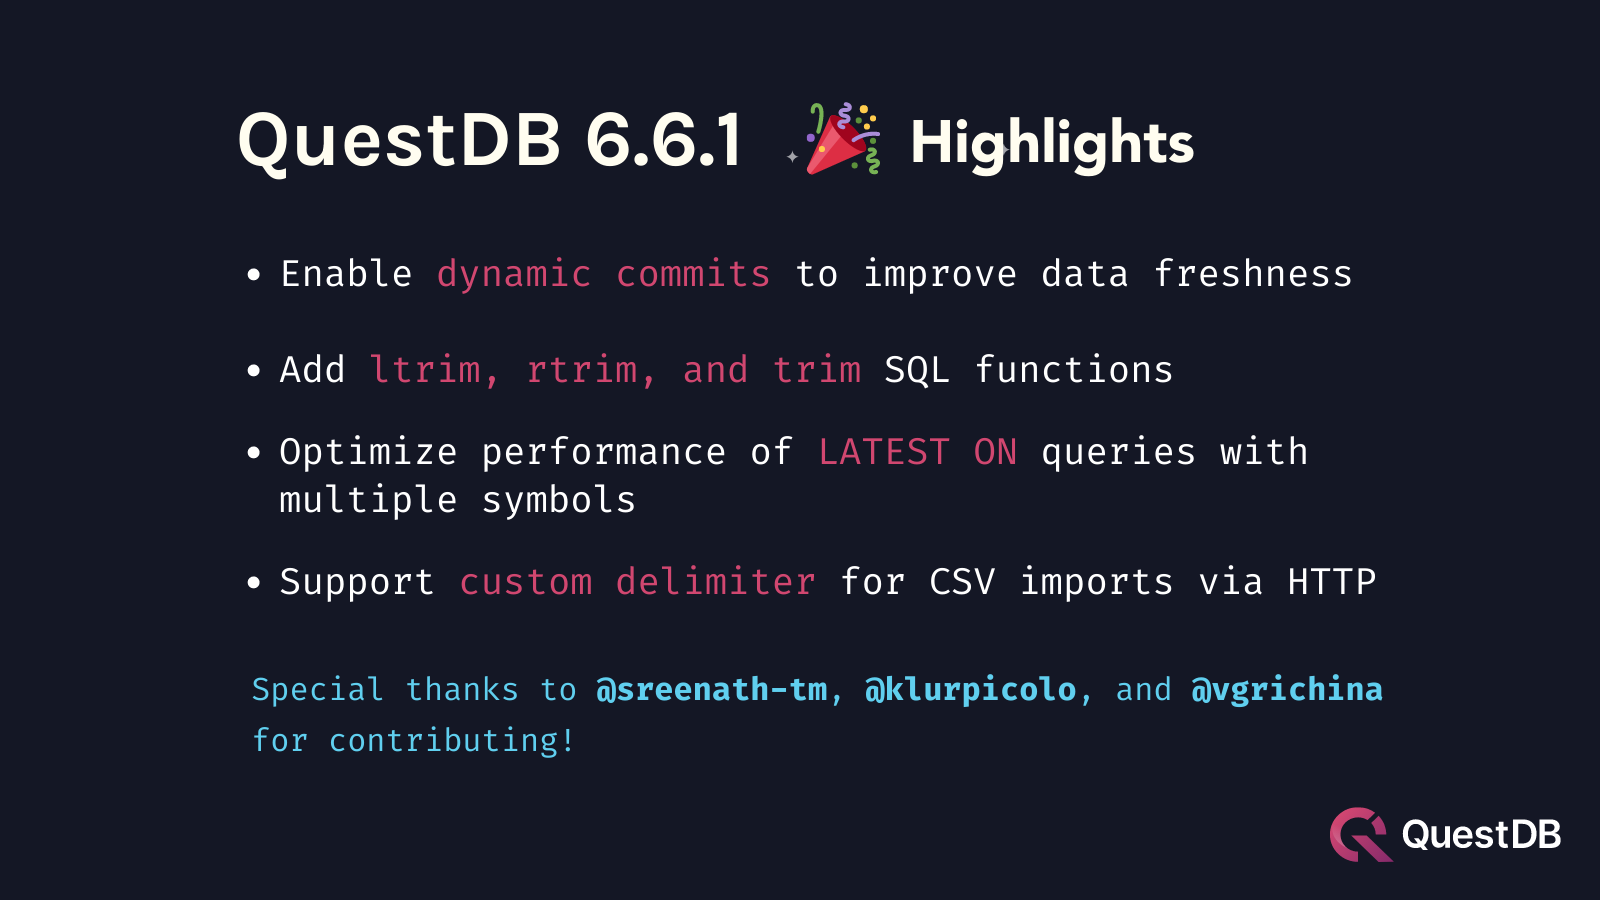 QuestDB 6.6.1 🎉 Highlights
• Enable dynamic commits to improve data freshness
• Add ltrim, rtrim, and trim SQL functions
• Optimize performance of LATEST ON queries with
multiple symbols
• Support custom delimiter for CSV imports via HTTP
Special thanks to @sreenath-tm, @klurpicolo, and @vgrichina
for contributing!
QuestDB